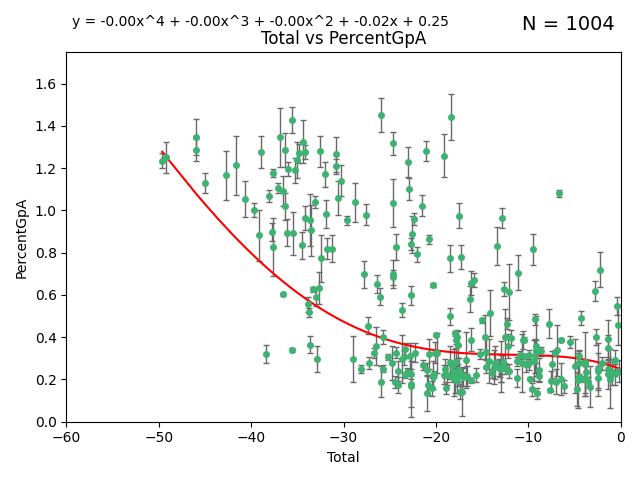 y = -0.00x^4 + -0.00x^3 + -0.00x^2 + -0.02x + 0.25
N = 1004
Total vs PercentGpA
1.6
1.4
1.2
1.0
0.8
0.6
0.4
0.2
0.0
PercentGpA
−60 −50 −40 −30 −20 −10 0
Total